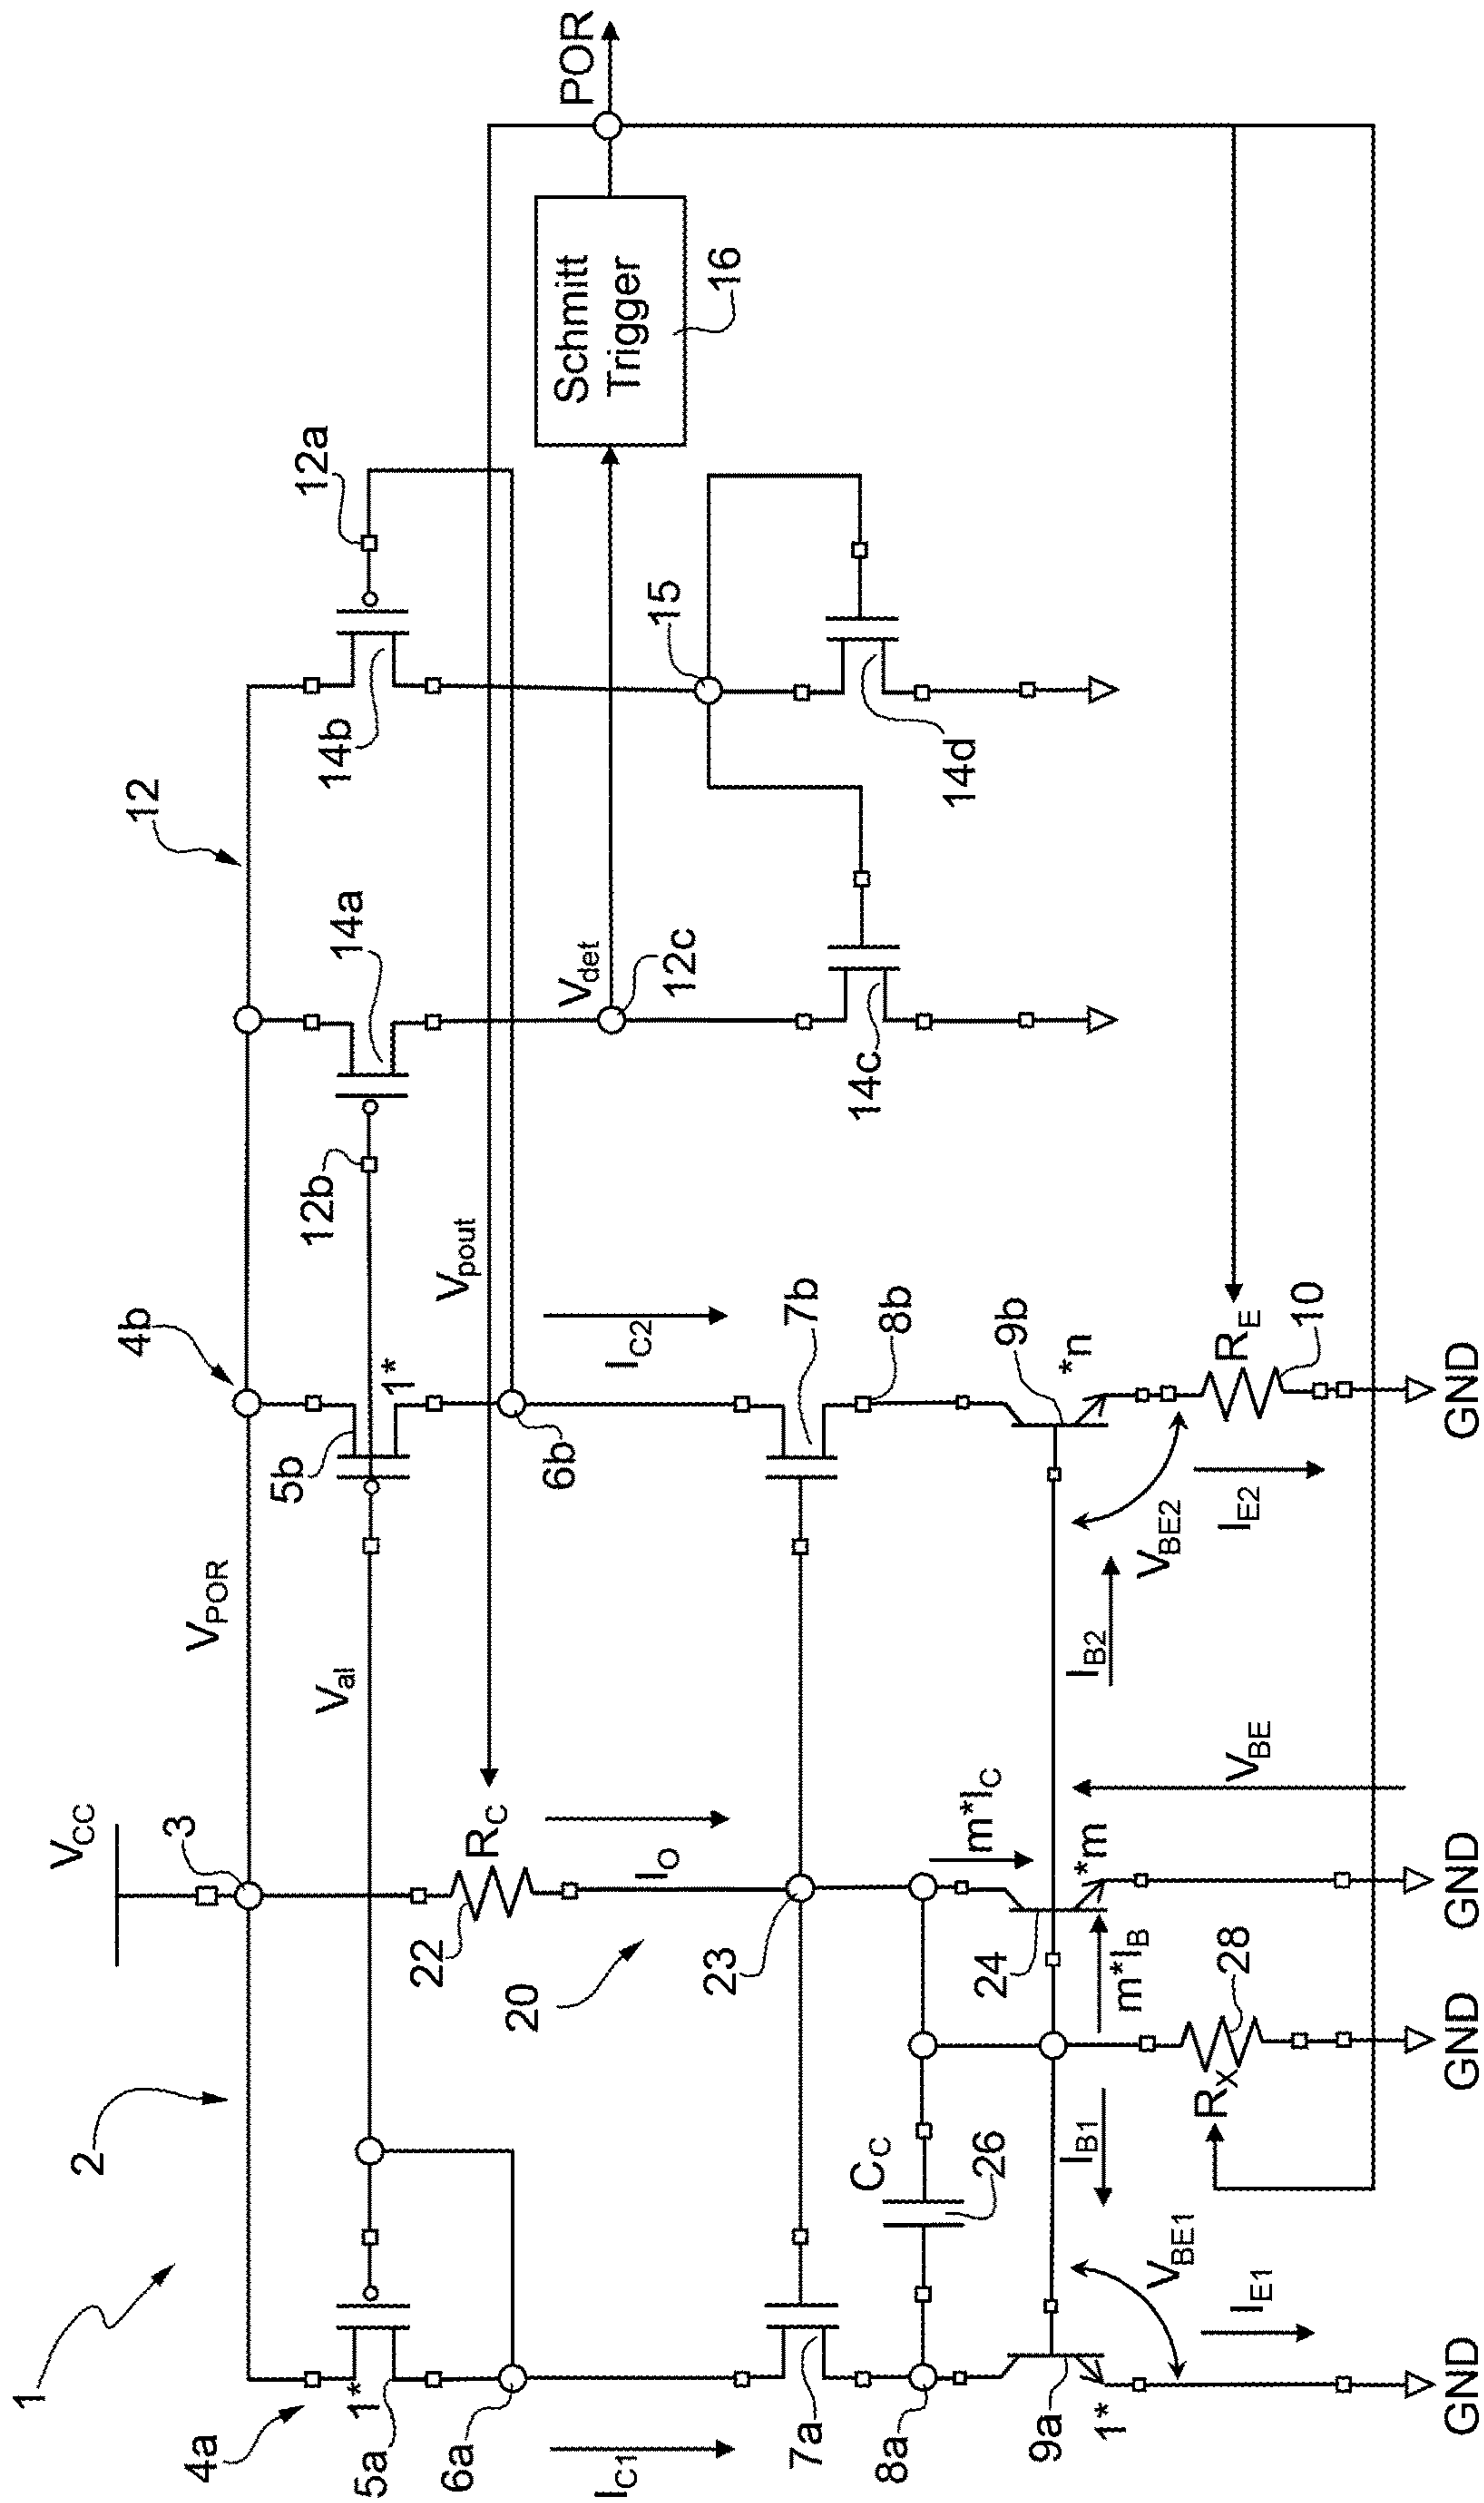 1
2
V_CC
3
V_POR
4a
4b
12
5a
1*
V_al
5b
1*
12b
14a
14b
12a
6a
22
R_C
V_pout
6b
I_C1
20
I_O
I_C2
V_det
12c
15
Schmitt
Trigger
16
POR
7a
23
7b
14c
14d
8a
C_C
26
m*I_C
8b
9a
1*
I_B1
24
*m
m*I_B
I_B2
9b
*n
V_BE1
I_E1
R_X
28
V_BE
V_BE2
I_E2
R_E
10
GND
GND
GND
GND